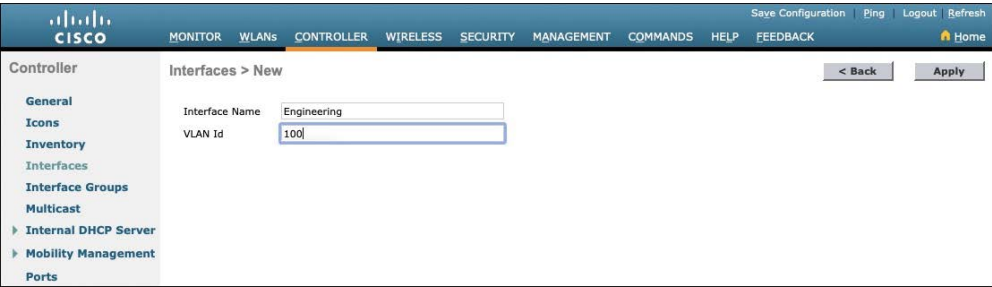 Save Configuration Ping Logout Refresh
CISCO MONITOR WLANs CONTROLLER WIRELESS SECURITY MANAGEMENT COMMANDS HELP FEEDBACK Home
Controller Interfaces > New < Back Apply
General
Icons
Inventory
Interfaces
Interface Groups
Multicast
Internal DHCP Server
Mobility Management
Ports
Interface Name Engineering
VLAN Id 100